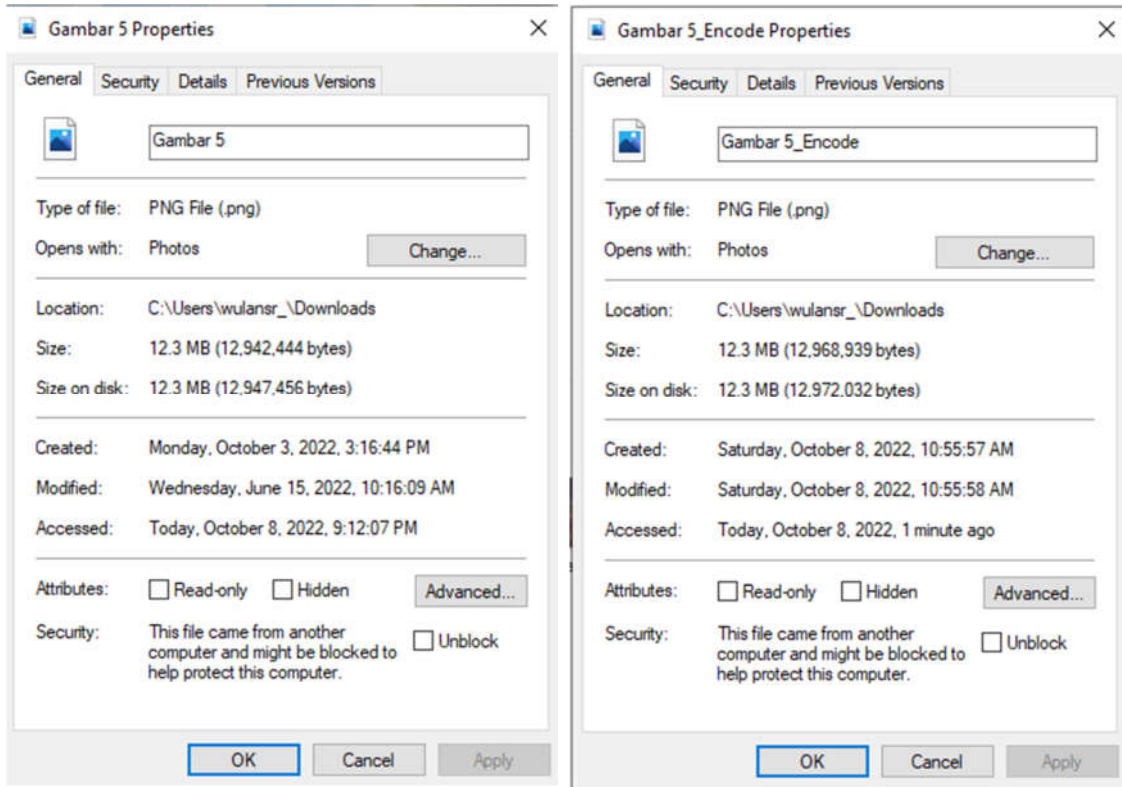 Gambar 5 Properties
General Security Details Previous Versions
Gambar 5
Type of file: PNG File (.png)
Opens with: Photos Change...
Location: C:\Users\wulansr_\Downloads
Size: 12.3 MB (12,942,444 bytes)
Size on disk: 12.3 MB (12,947,456 bytes)
Created: Monday, October 3, 2022, 3:16:44 PM
Modified: Wednesday, June 15, 2022, 10:16:09 AM
Accessed: Today, October 8, 2022, 9:12:07 PM
Attributes: Read-only Hidden Advanced...
Security: This file came from another
computer and might be blocked to
help protect this computer.
Unblock
OK Cancel Apply
Gambar 5_Encode Properties
General Security Details Previous Versions
Gambar 5_Encode
Type of file: PNG File (.png)
Opens with: Photos Change...
Location: C:\Users\wulansr_\Downloads
Size: 12.3 MB (12,968,939 bytes)
Size on disk: 12.3 MB (12,972,032 bytes)
Created: Saturday, October 8, 2022, 10:55:57 AM
Modified: Saturday, October 8, 2022, 10:55:58 AM
Accessed: Today, October 8, 2022, 1 minute ago
Attributes: Read-only Hidden Advanced...
Security: This file came from another
computer and might be blocked to
help protect this computer.
Unblock
OK Cancel Apply